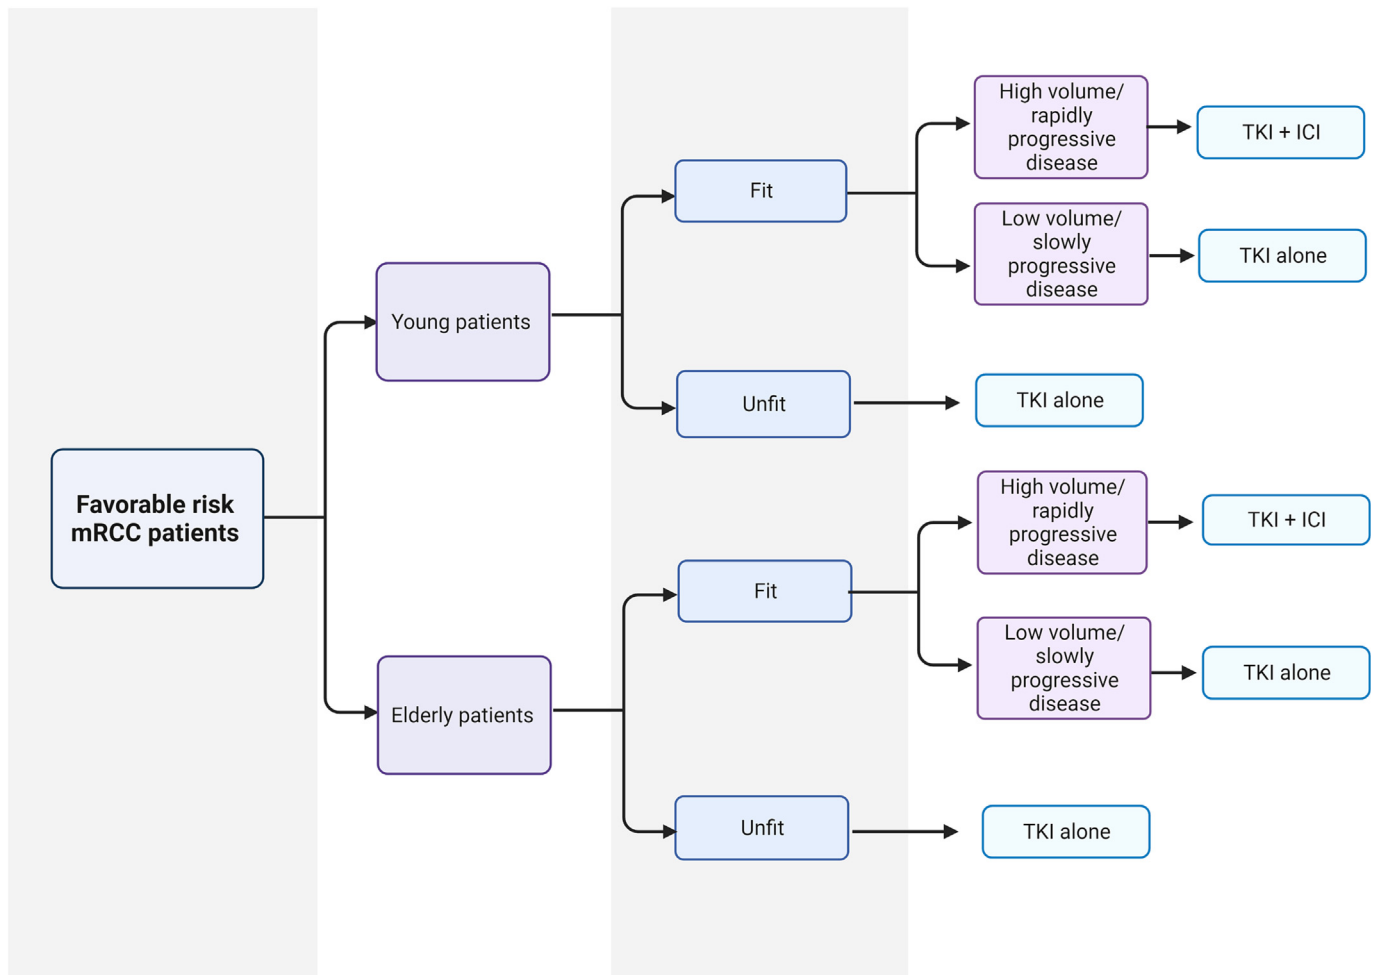 Favorable risk
mRCC patients
Young patients
Fit
High volume/
rapidly
progressive
disease
TKI + ICI
Low volume/
slowly
progressive
disease
TKI alone
Unfit
TKI alone
Elderly patients
Fit
High volume/
rapidly
progressive
disease
TKI + ICI
Low volume/
slowly
progressive
disease
TKI alone
Unfit
TKI alone